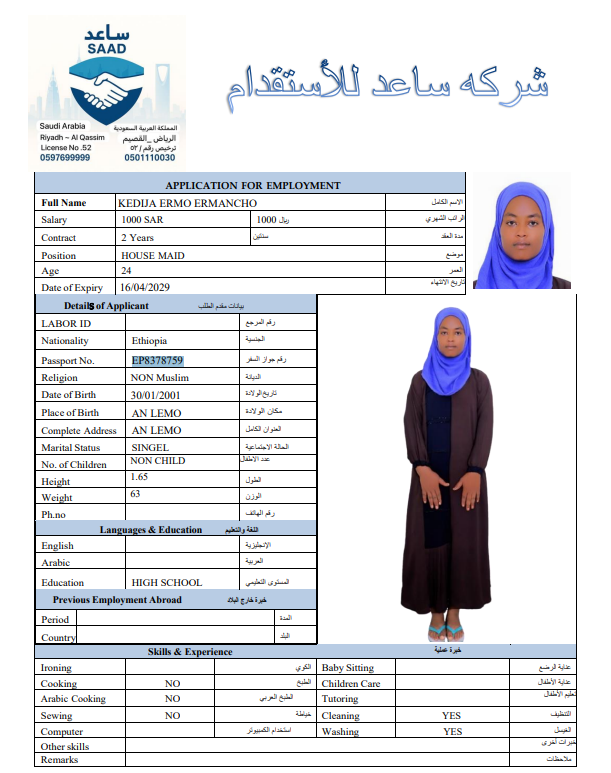 ساعد
SAAD
شركه ساعد للأستقدام
Saudi Arabia
المملكة العربية السعودية
Riyadh ~ Al Qassim
الرياض _القصيم
License No .52
ترخيص رقم/ ٥٢
0597699999
0501110030
APPLICATION FOR EMPLOYMENT
Full Name KEDIJA ERMO ERMANCHO الاسم الكامل
Salary 1000 SAR 1000 ريال الراتب الشهري
Contract 2 Years سنتين مدة العقد
Position HOUSE MAID موضع
Age 24 العمر
Date of Expiry 16/04/2029 تاريخ الانتهاء
Details of Applicant بيانات مقدم الطلب
LABOR ID رقم المرجع
Nationality Ethiopia الجنسية
Passport No. EP8378759 رقم جواز السفر
Religion NON Muslim الديانة
Date of Birth 30/01/2001 تاريخ الولادة
Place of Birth AN LEMO مكان الولادة
Complete Address AN LEMO العنوان الكامل
Marital Status SINGEL الحالة الاجتماعية
No. of Children NON CHILD عدد الأطفال
Height 1.65 الطول
Weight 63 الوزن
Ph.no رقم الهاتف
Languages & Education اللغة والتعليم
English الإنجليزية
Arabic العربية
Education HIGH SCHOOL المستوى التعليمي
Previous Employment Abroad خبرة خارج البلاد
Period المدة
Country البلد
Skills & Experience خبرة عملية
Ironing الكوي Baby Sitting عناية الرضع
Cooking NO الطبخ Children Care عناية الأطفال
Arabic Cooking NO الطبخ العربي Tutoring تعليم الأطفال
Sewing NO خياطة Cleaning YES التنظيف
Computer استخدام الكمبيوتر Washing YES الغسيل
Other skills خبرات أخرى
Remarks ملاحظات